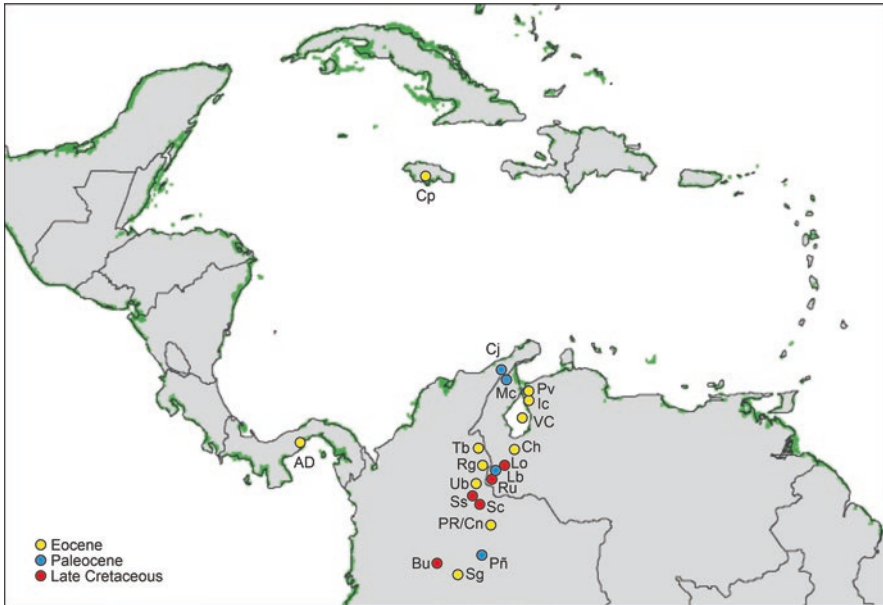 Cp
Cj
Mc
Pv
Ic
VC
AD
Tb
Ch
Rg
Lo
Lb
Ub
Ru
Ss
Sc
PR/Cn
Eocene
Paleocene
Late Cretaceous
Bu
Pñ
Sg